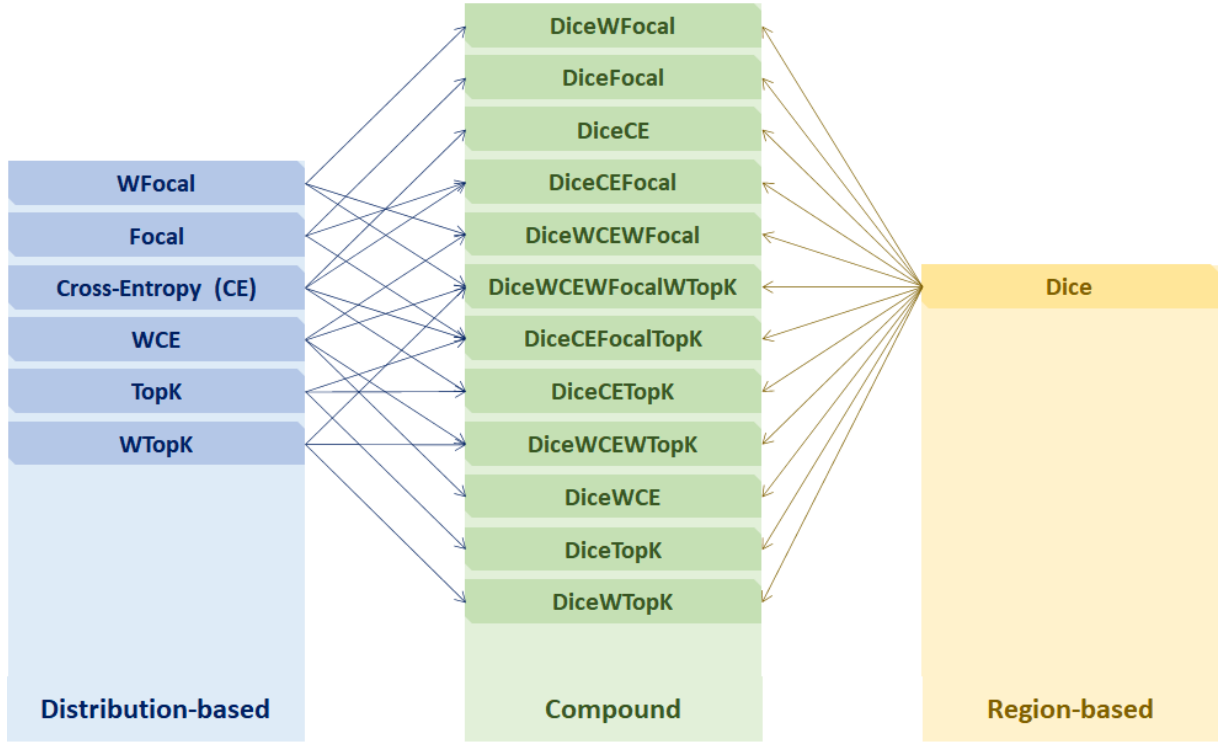 WFocal
Focal
Cross-Entropy (CE)
WCE
TopK
WTopK
Distribution-based
DiceWFocal
DiceFocal
DiceCE
DiceCEFocal
DiceWCEWFocal
DiceWCEWFocalWTopK
DiceCEFocalTopK
DiceCETopK
DiceWCEWTopK
DiceWCE
DiceTopK
DiceWTopK
Compound
Dice
Region-based